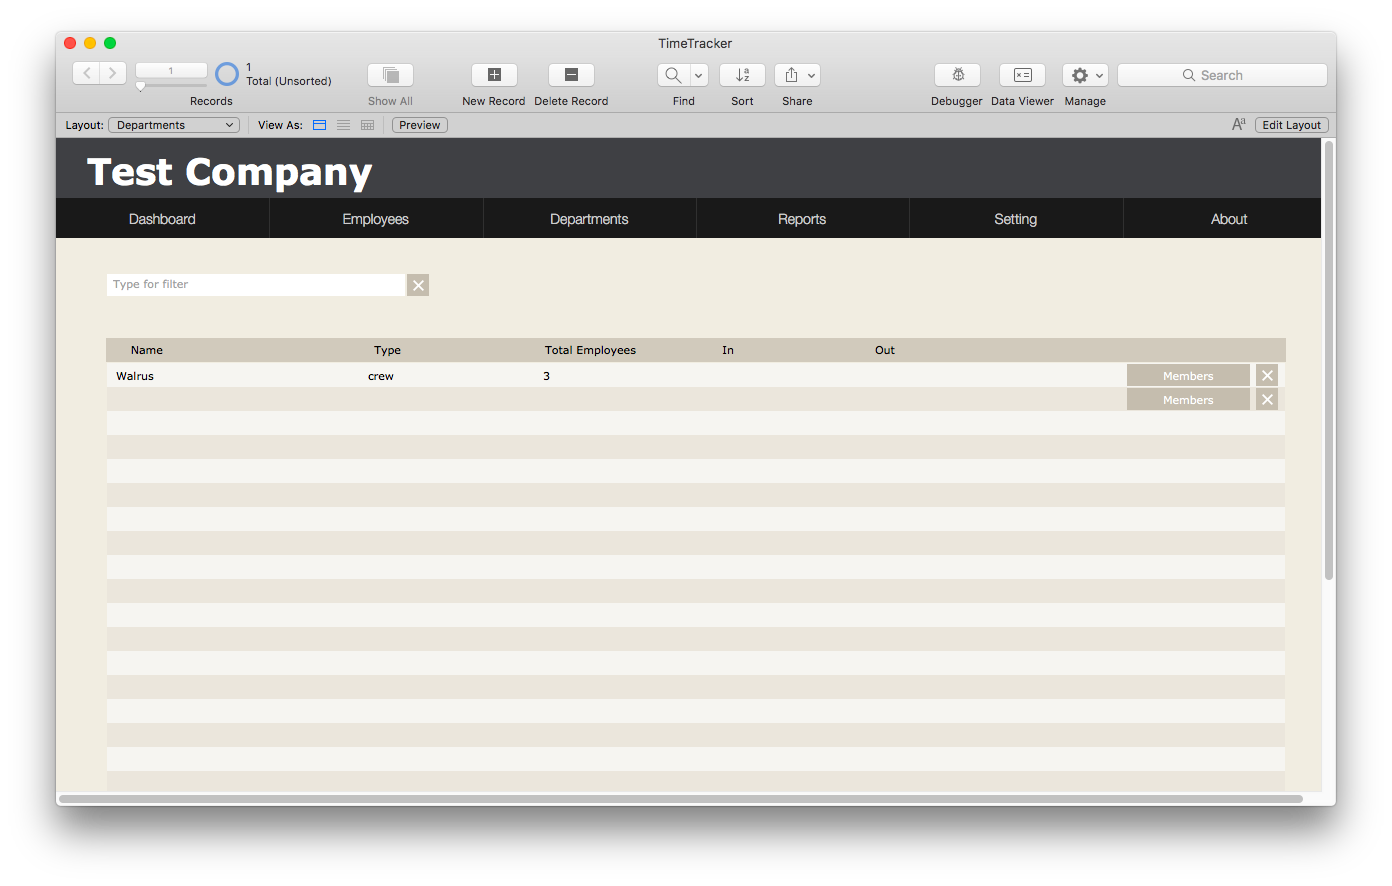 TimeTracker
1
1
Total (Unsorted)
Records
Show All
New Record
Delete Record
Find
Sort
Share
Debugger
Data Viewer
Manage
Search
Layout: Departments
View As:
Preview
Aa
Edit Layout
Test Company
Dashboard Employees Departments Reports Setting About
Type for filter
Name Type Total Employees In Out
Walrus crew 3 Members
Members